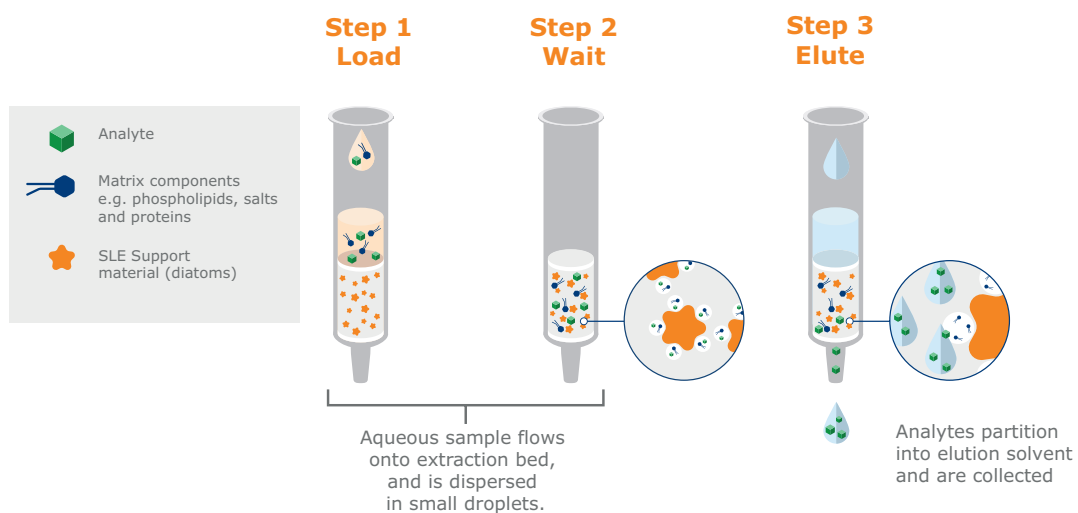 Step 1
Load
Step 2
Wait
Step 3
Elute
Analyte
Matrix components
e.g. phospholipids, salts
and proteins
SLE Support
material (diatoms)
Aqueous sample flows
onto extraction bed,
and is dispersed
in small droplets.
Analytes partition
into elution solvent
and are collected